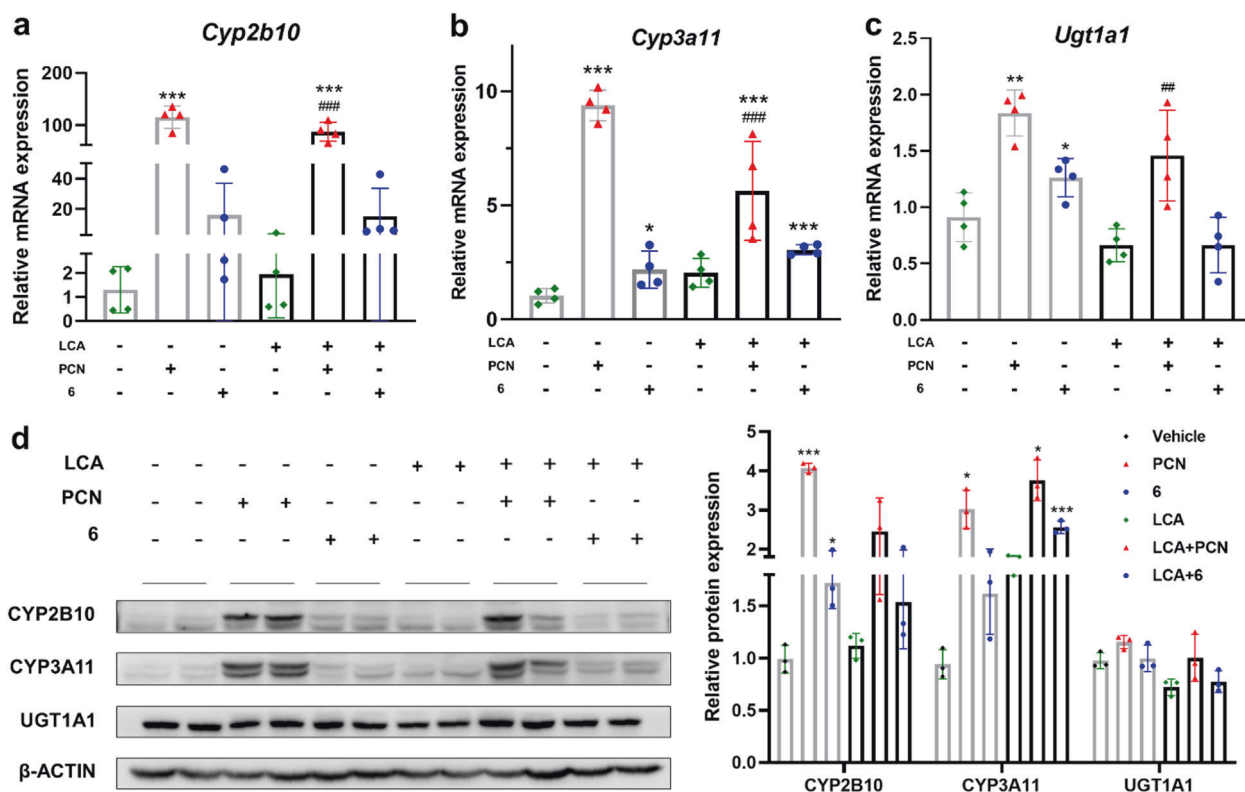 a
Cyp2b10
Relative mRNA expression
200
150
100
50
40
20
2
1
0
LCA - - - + + +
PCN - + - - + -
6 - - + - - +
*** *** ###
b
Cyp3a11
Relative mRNA expression
10
5
0
*** * *** ### ***
LCA - - - + + +
PCN - + - - + -
6 - - + - - +
c
Ugt1a1
Relative mRNA expression
2.5
2.0
1.5
1.0
0.5
0.0
** * ##
LCA - - - + + +
PCN - + - - + -
6 - - + - - +
d
LCA - - - - - - + + + + + +
PCN - - + + - - - - + + - -
6 - - - - + + - - - - + +
CYP2B10
CYP3A11
UGT1A1
β-ACTIN
Relative protein expression
5
4
3
2
1.5
1.0
0.5
0.0
*** * * * ***
CYP2B10 CYP3A11 UGT1A1
Vehicle
PCN
6
LCA
LCA+PCN
LCA+6